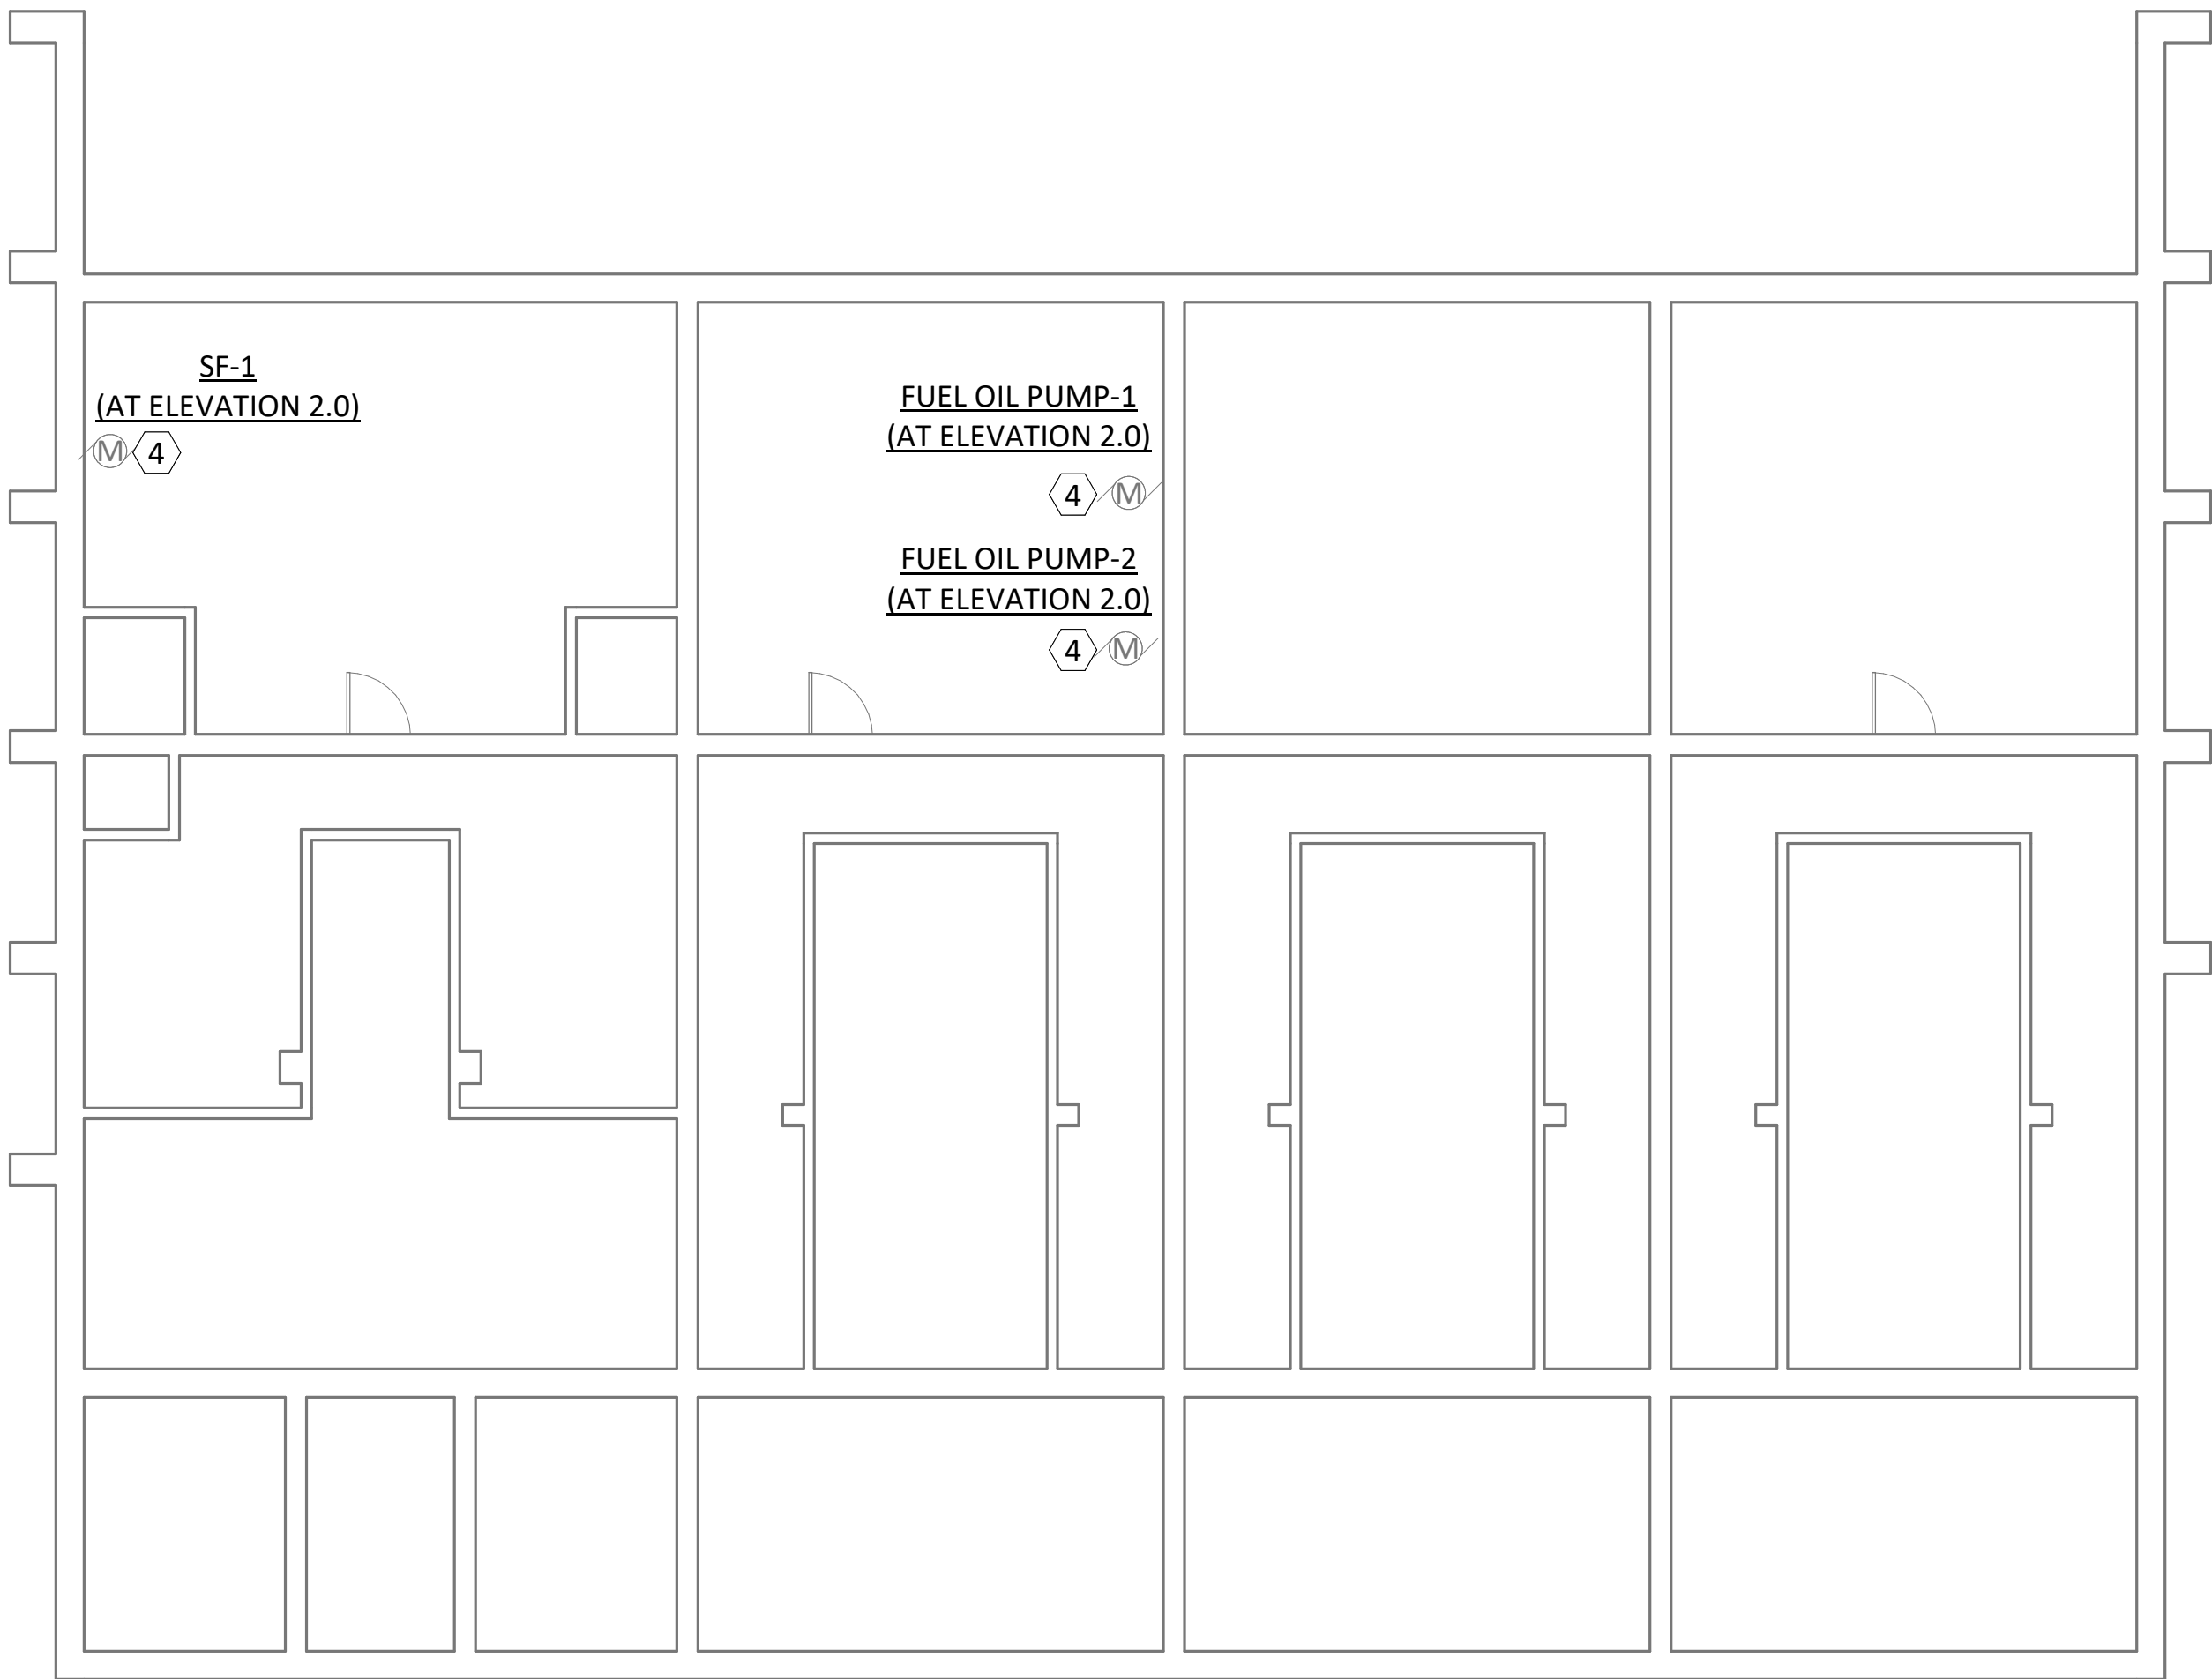 SF-1
(AT ELEVATION 2.0)
M 4
FUEL OIL PUMP-1
(AT ELEVATION 2.0)
4 M
FUEL OIL PUMP-2
(AT ELEVATION 2.0)
4 M